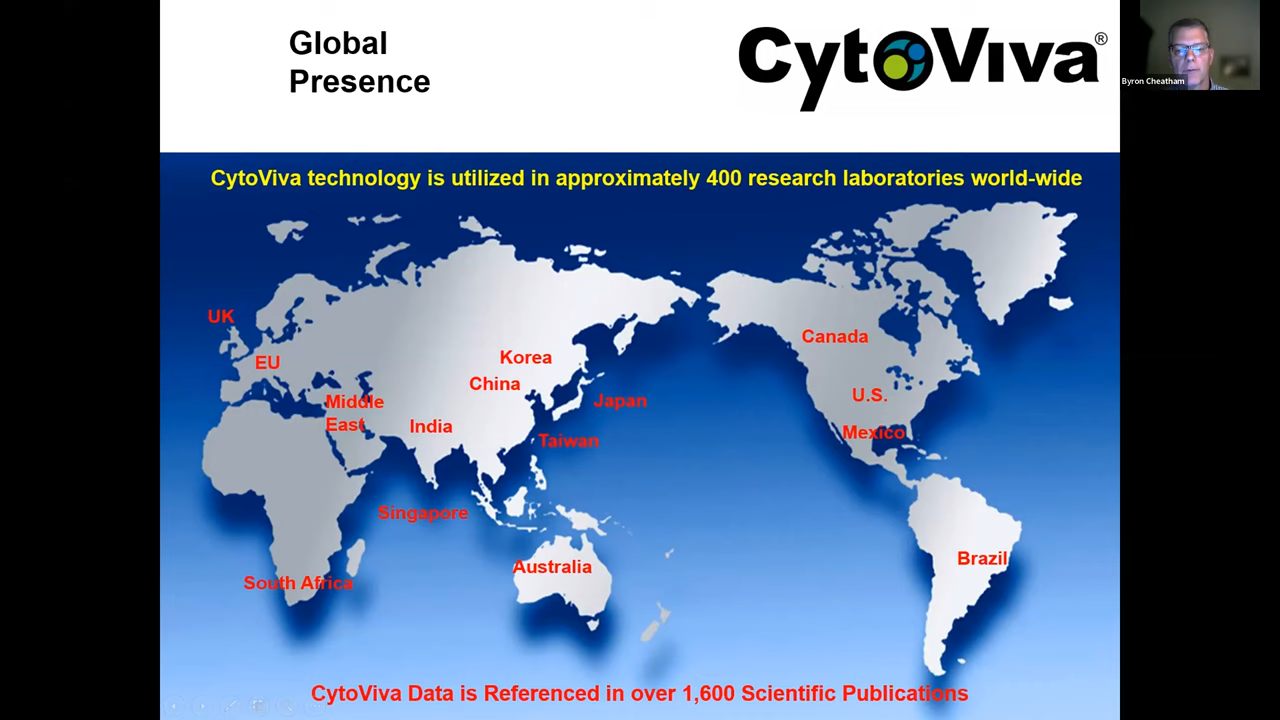 Global
Presence
CytoViva®
Byron Cheatham
CytoViva technology is utilized in approximately 400 research laboratories world-wide
UK
EU
Middle
East
India
Korea
China
Japan
Taiwan
Singapore
South Africa
Australia
Canada
U.S.
Mexico
Brazil
CytoViva Data is Referenced in over 1,600 Scientific Publications